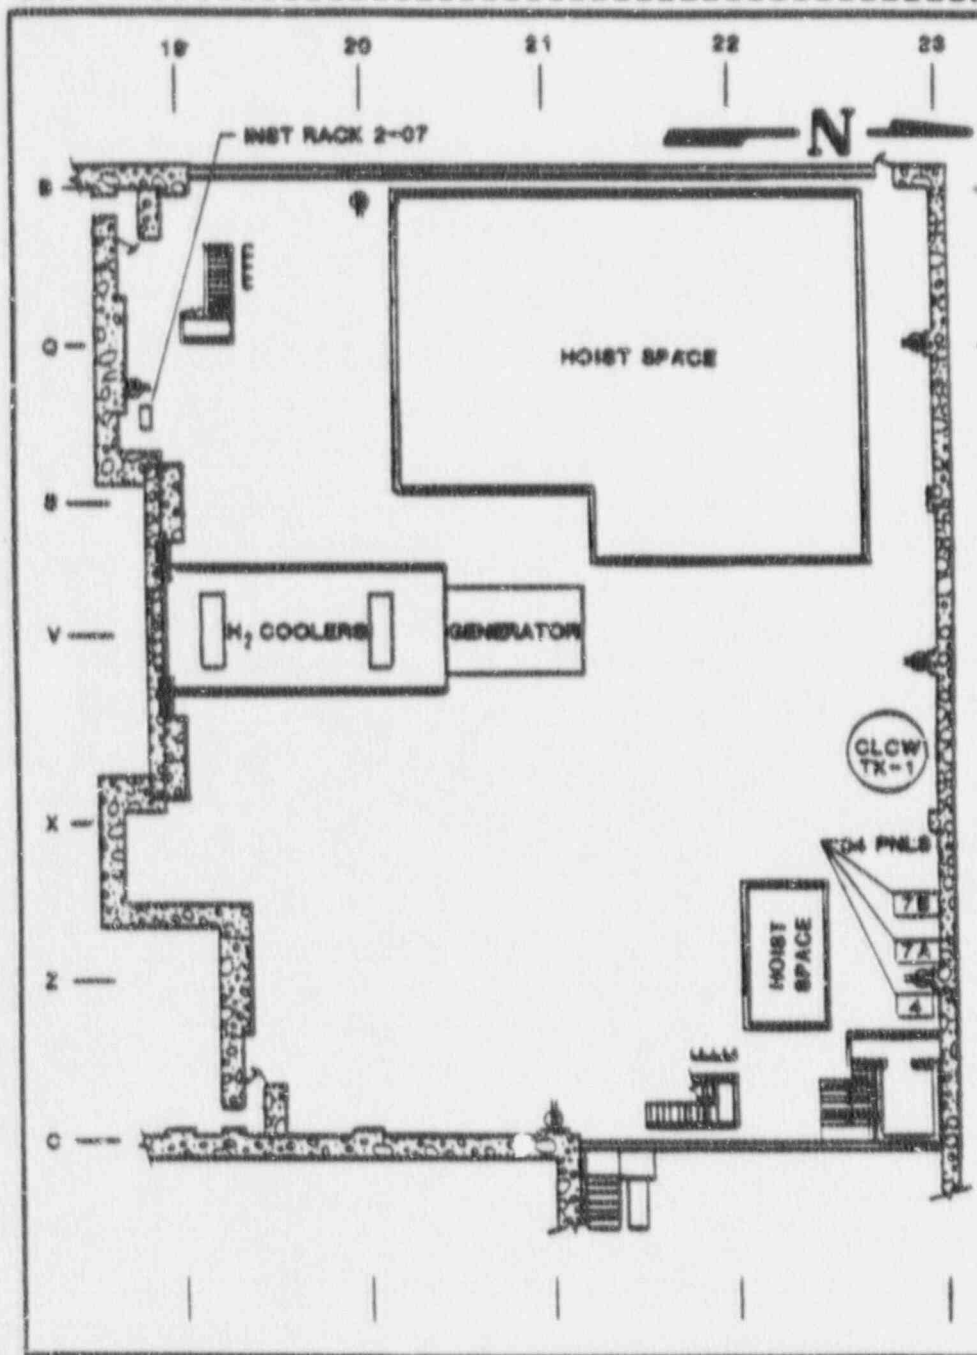 19
20
21
22
23
INST RACK 2-07
N
HOIST SPACE
Q
V
H₂ COOLERS
GENERATOR
CLCW
TK-1
X
PNLS
7B
7A
4
HOIST
SPACE
Z
C